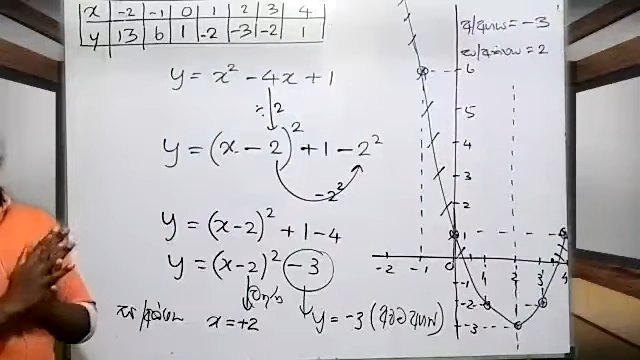 x -2 -1 0 1 2 3 4
y 13 6 1 -2 -3 -2 1
= -3
= 2
y = x² - 4x + 1
÷ 2
y = (x - 2)² + 1 - 2²
-2²
y = (x-2)² + 1 - 4
y = (x-2)² - 3
x = +2
y = -3
6
5
4
3
2
1
-2 -1 0 1 2 3 4
-1
-2
-3